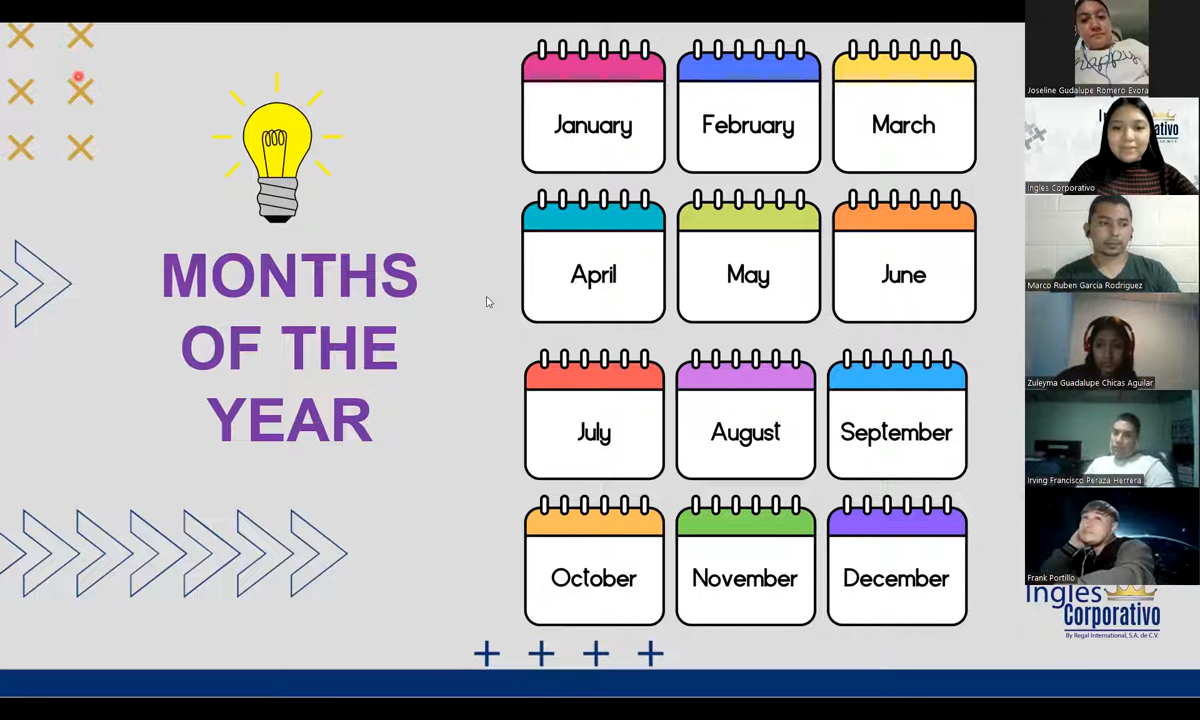 MONTHS
OF THE
YEAR
January
February
March
April
May
June
July
August
September
October
November
December
Joseline Gudalupe Romero Evora
Ingles Corporativo
Marco Ruben Garcia Rodriguez
Zuleyma Guadalupe Chicas Aguilar
Irving Francisco Peraza Herrera
Frank Portillo
Ingles
Corporativo
By Regal International, S.A. de C.V.